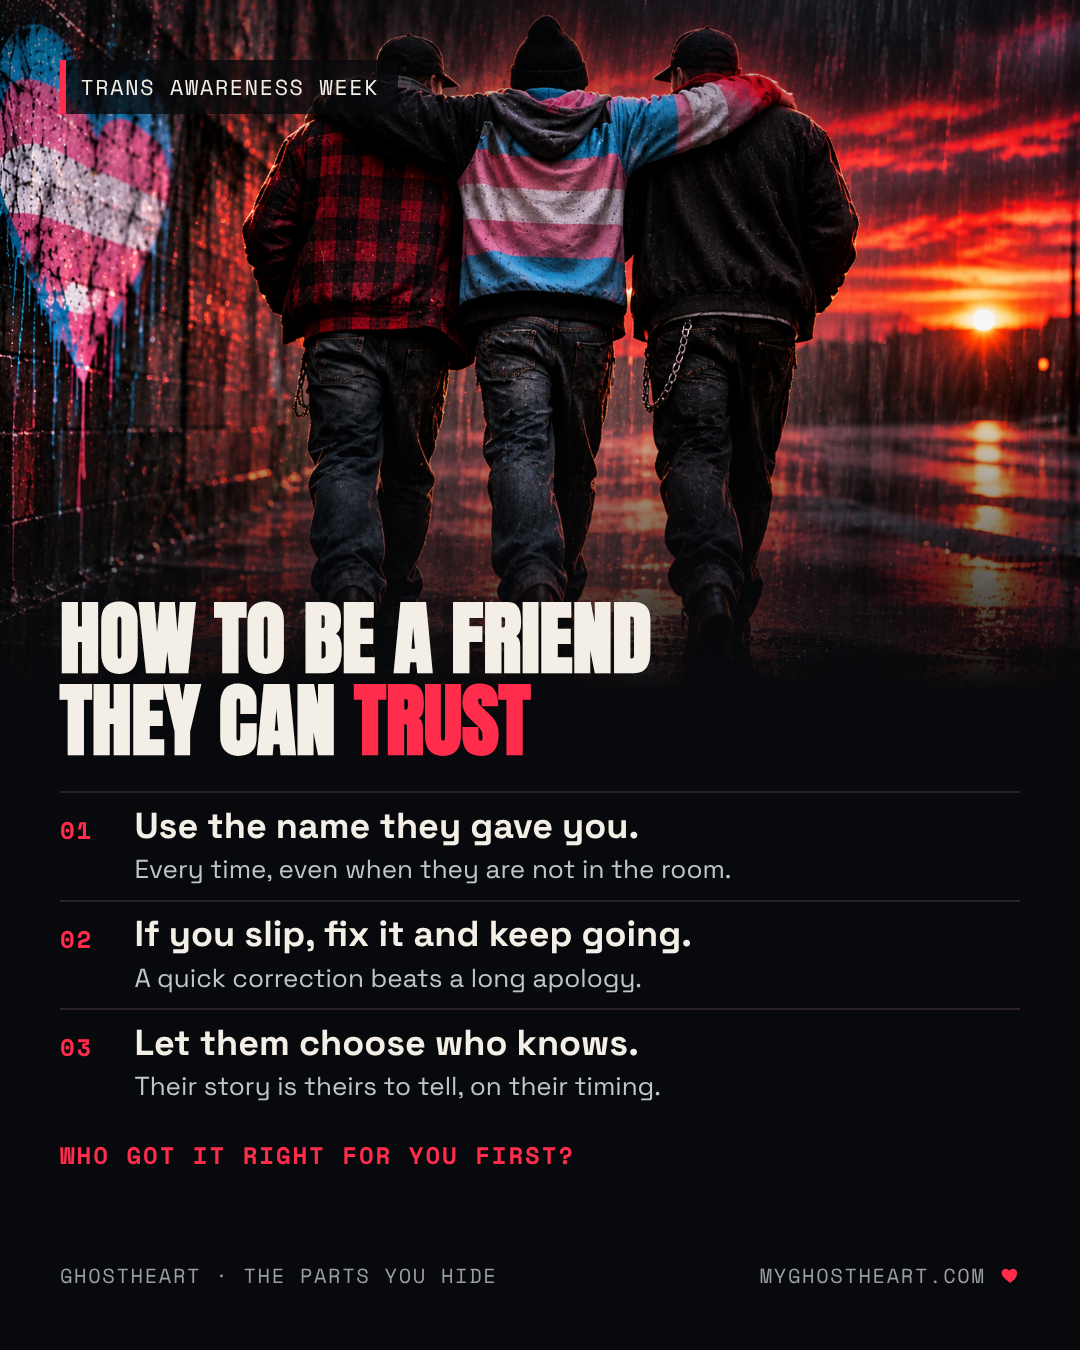 TRANS AWARENESS WEEK
HOW TO BE A FRIEND
THEY CAN TRUST
01 Use the name they gave you.
Every time, even when they are not in the room.
02 If you slip, fix it and keep going.
A quick correction beats a long apology.
03 Let them choose who knows.
Their story is theirs to tell, on their timing.
WHO GOT IT RIGHT FOR YOU FIRST?
GHOSTHEART · THE PARTS YOU HIDE
MYGHOSTHEART.COM ♥